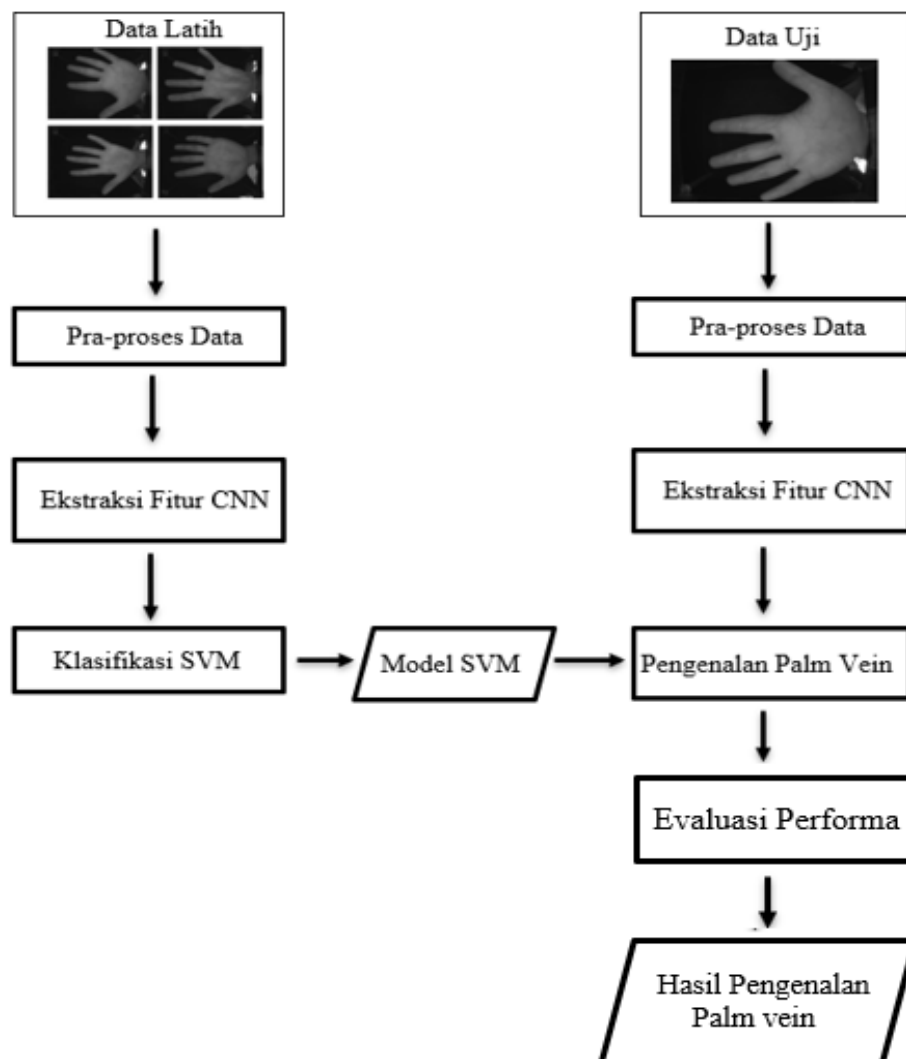 Data Latih
Data Uji
Pra-proses Data
Pra-proses Data
Ekstraksi Fitur CNN
Ekstraksi Fitur CNN
Klasifikasi SVM
Model SVM
Pengenalan Palm Vein
Evaluasi Performa
Hasil Pengenalan
Palm vein